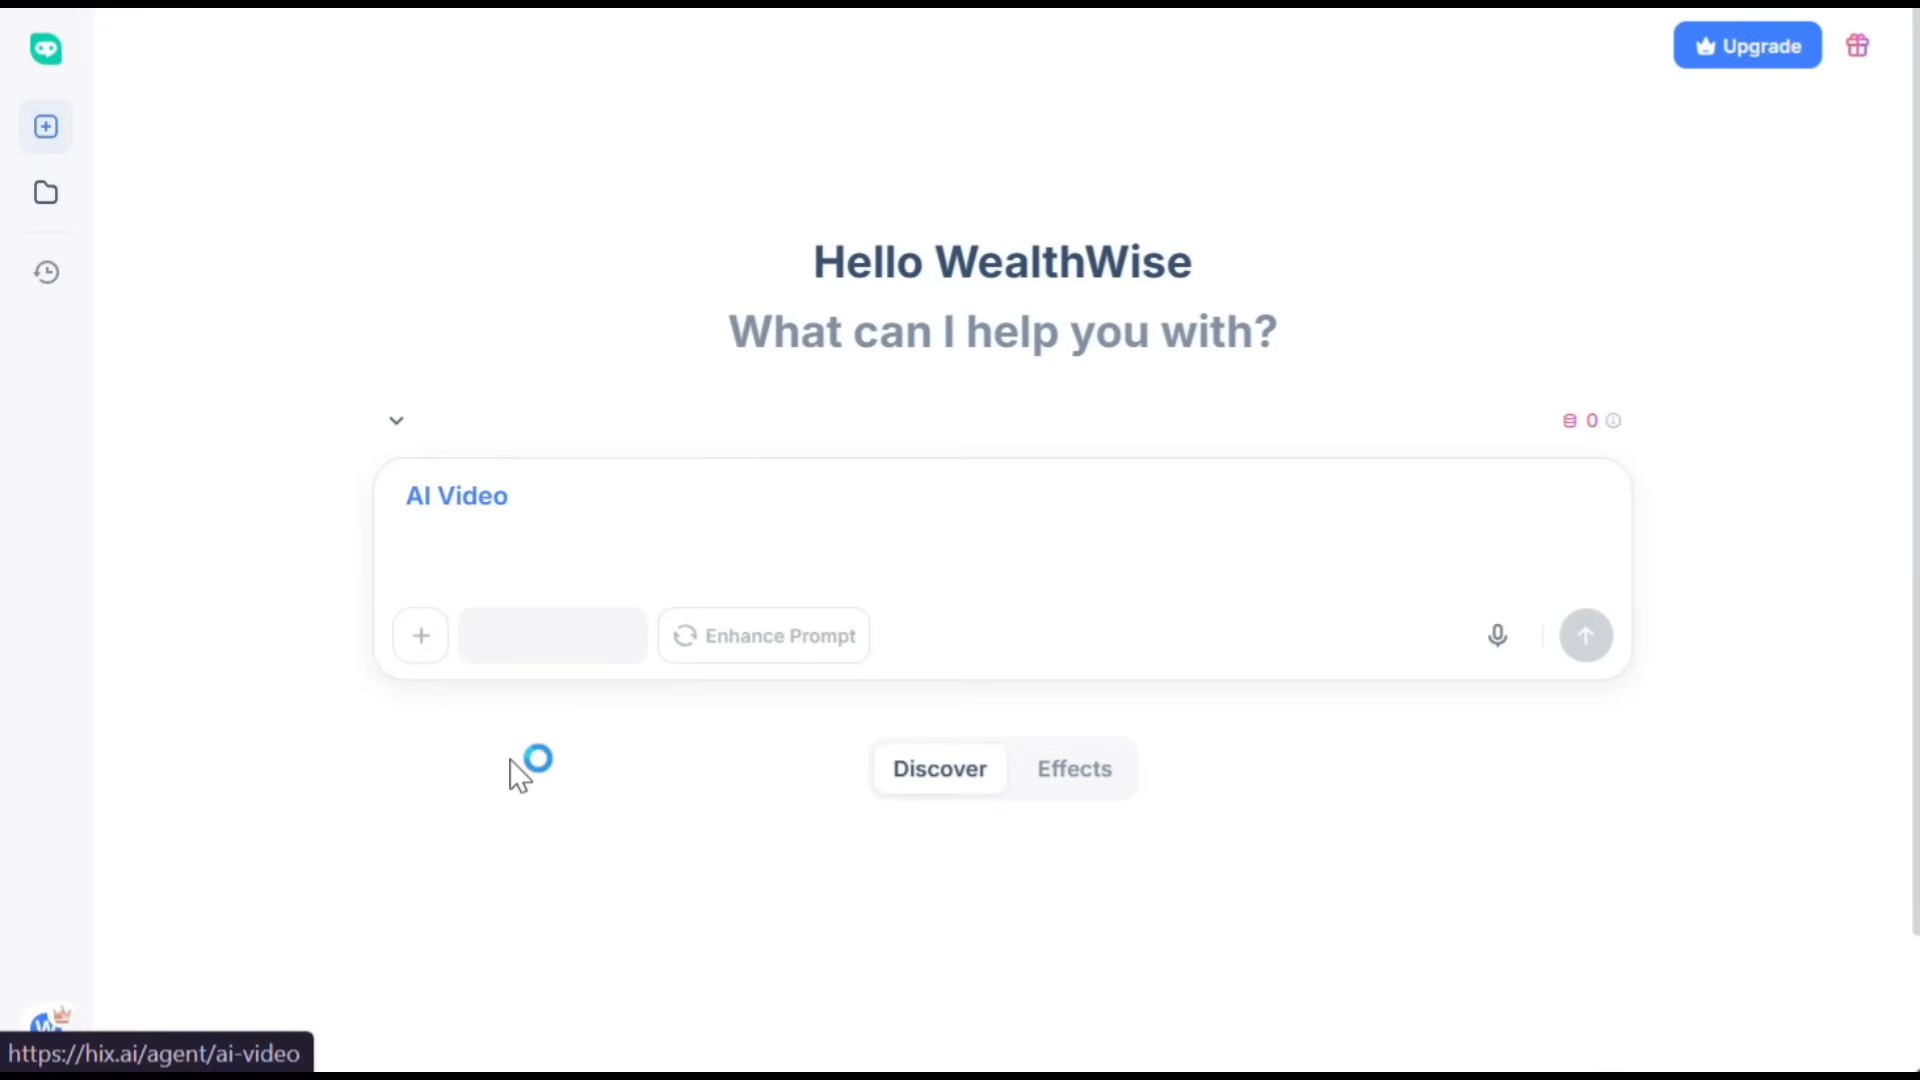 Upgrade
Hello WealthWise
What can I help you with?
0
AI Video
Enhance Prompt
Discover
Effects
https://hix.ai/agent/ai-video